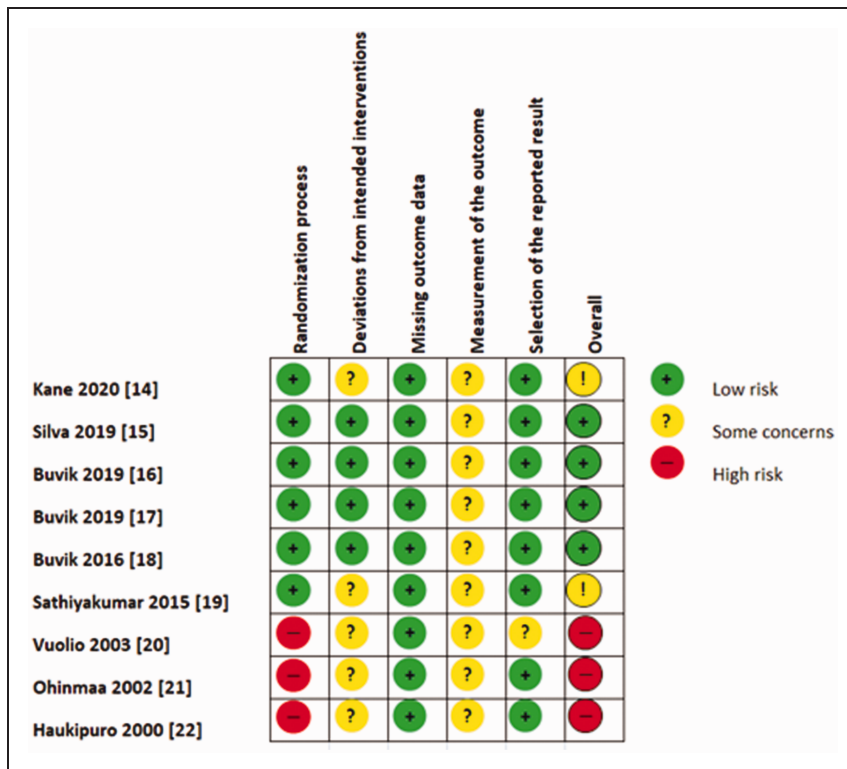 Randomization process
Deviations from intended interventions
Missing outcome data
Measurement of the outcome
Selection of the reported result
Overall
Kane 2020 [14] + ? + ? + !
Silva 2019 [15] + + + ? + +
Buvik 2019 [16] + + + ? + +
Buvik 2019 [17] + + + ? + +
Buvik 2016 [18] + + + ? + +
Sathiyakumar 2015 [19] + ? + ? + !
Vuolio 2003 [20] − ? + ? ? −
Ohinmaa 2002 [21] − ? + ? + −
Haukipuro 2000 [22] − ? + ? + −
+ Low risk
? Some concerns
− High risk